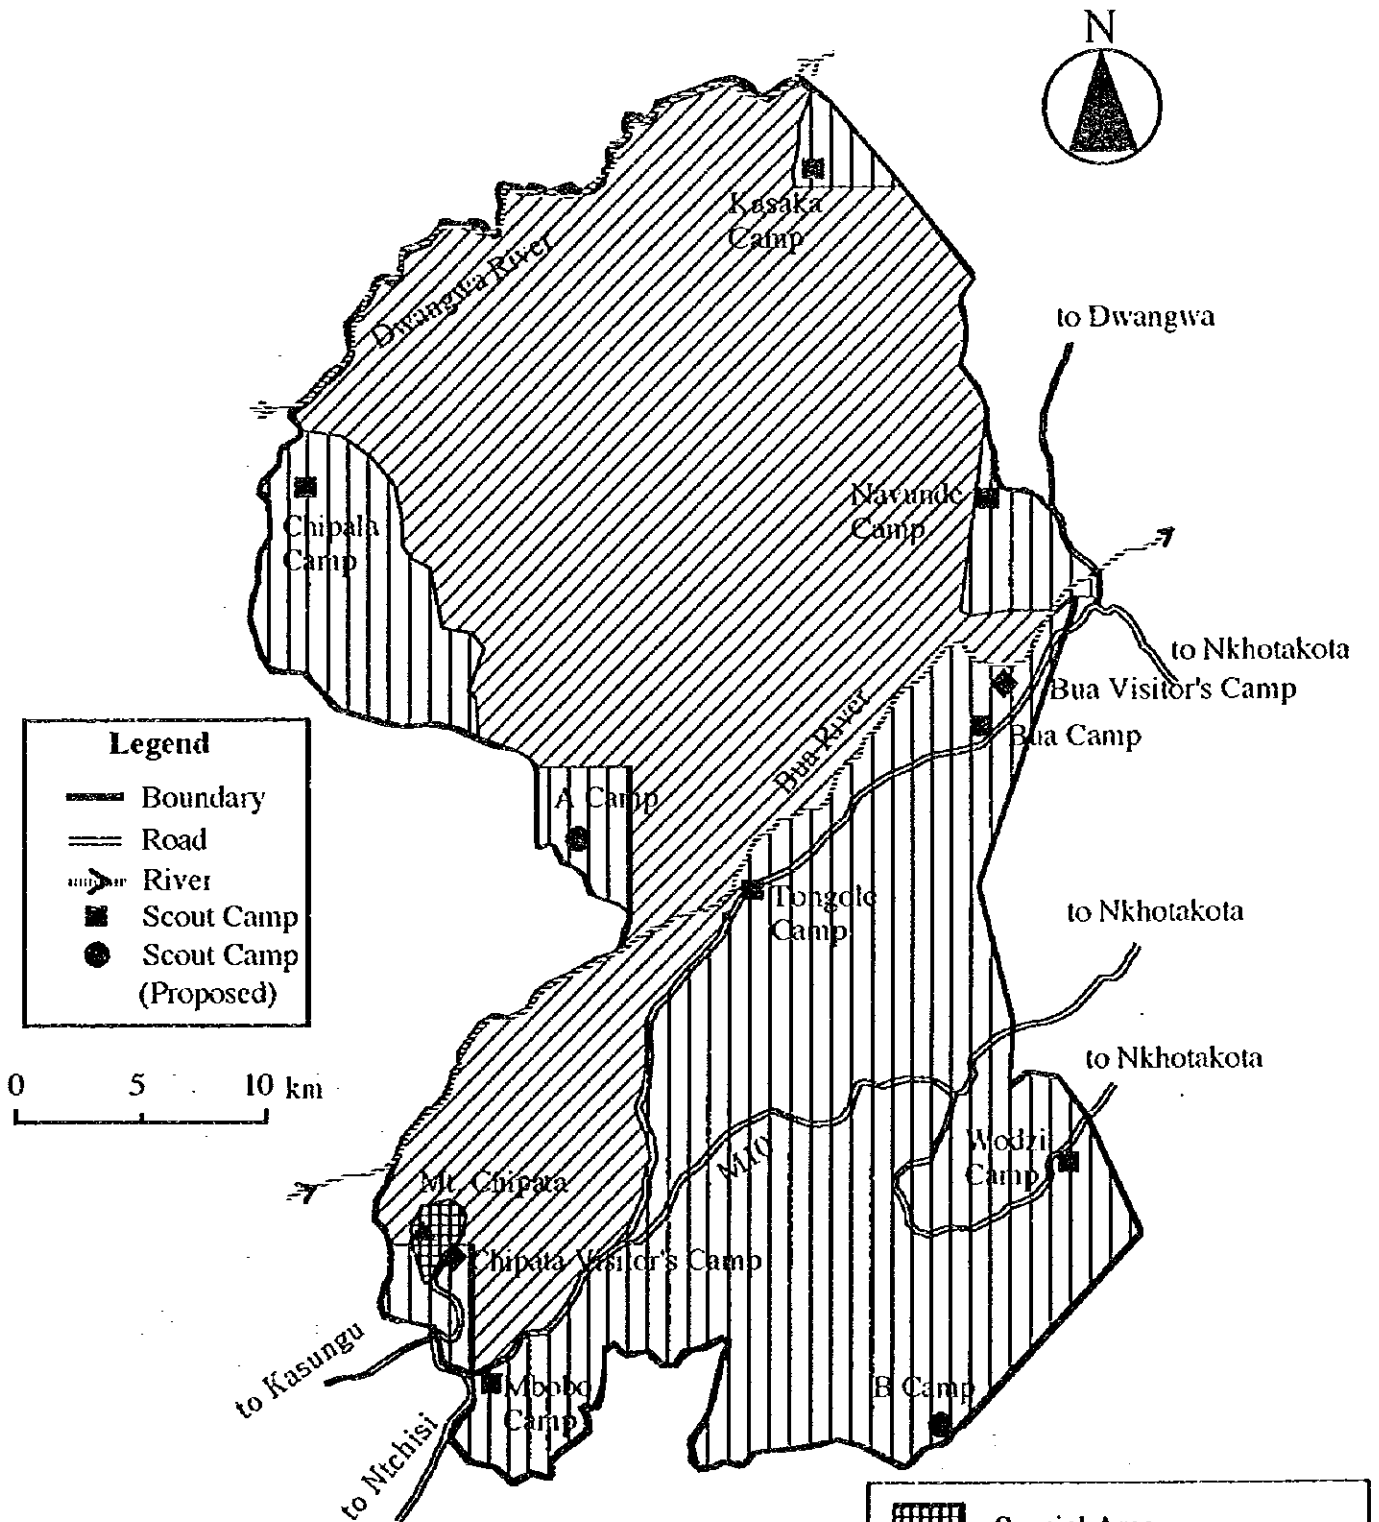 N
Kasaka
Camp
Dwangwa River
to Dwangwa
Navunde
Camp
Chipala
Camp
to Nkhotakota
Bua Visitor's Camp
Bua Camp
Bua River
Legend
Boundary
Road
River
Scout Camp
Scout Camp
(Proposed)
A Camp
Tongole
Camp
to Nkhotakota
to Nkhotakota
0 5 10 km
Wodzi
Camp
M10
Mt. Chipata
Chipata Visitor's Camp
to Kasungu
Mbobo
Camp
B Camp
to Ntchisi